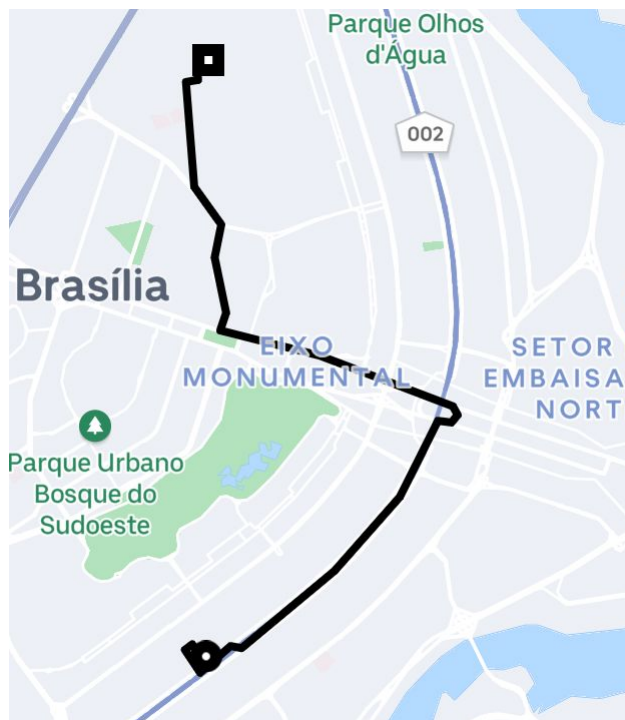 Parque Olhos
d'Água
002
Brasília
EIXO
MONUMENTAL
SETOR
EMBAISA
NORT
Parque Urbano
Bosque do
Sudoeste